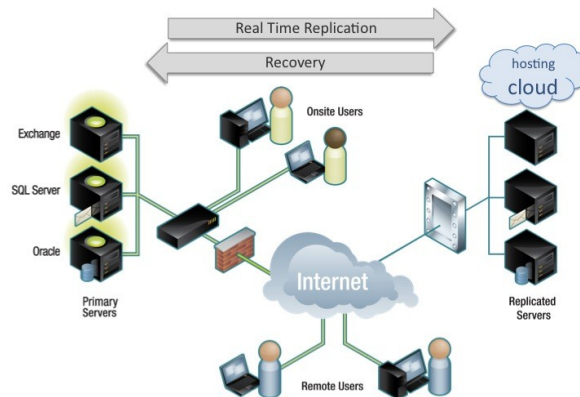 Real Time Replication
Recovery
hosting
cloud
Onsite Users
Exchange
SQL Server
Oracle
Internet
Primary
Servers
Replicated
Servers
Remote Users